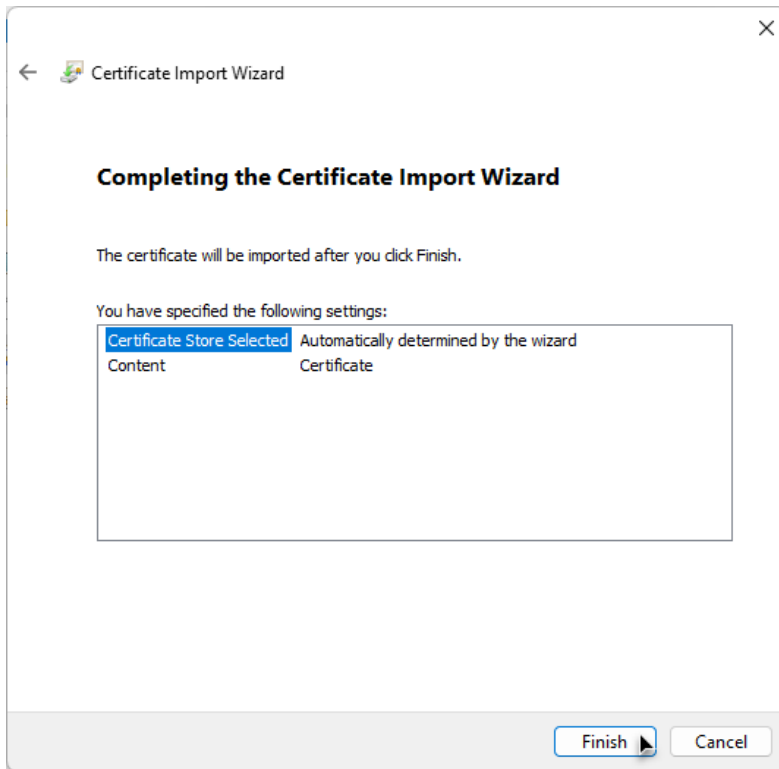 Certificate Import Wizard
Completing the Certificate Import Wizard
The certificate will be imported after you click Finish.
You have specified the following settings:
Certificate Store Selected Automatically determined by the wizard
Content Certificate
Finish Cancel